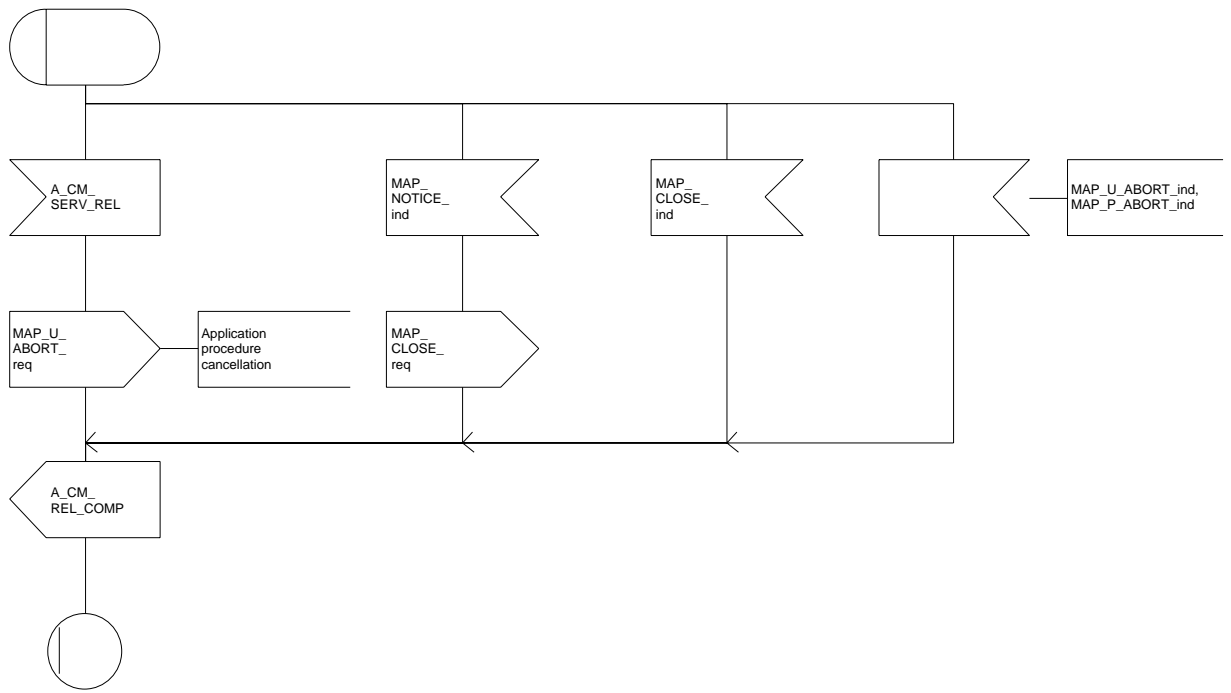 A_CM_
SERV_REL
MAP_
NOTICE_
ind
MAP_
CLOSE_
ind
MAP_U_ABORT_ind,
MAP_P_ABORT_ind
MAP_U_
ABORT_
req
Application
procedure
cancellation
MAP_
CLOSE_
req
A_CM_
REL_COMP